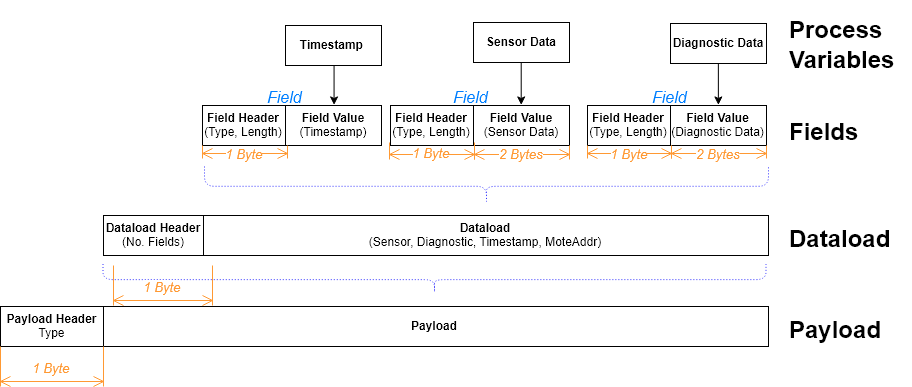 Process
Variables
Timestamp
Sensor Data
Diagnostic Data
Field
Field
Field
Field Header
(Type, Length)
Field Value
(Timestamp)
Field Header
(Type, Length)
Field Value
(Sensor Data)
Field Header
(Type, Length)
Field Value
(Diagnostic Data)
Fields
1 Byte
1 Byte
2 Bytes
1 Byte
2 Bytes
Dataload Header
(No. Fields)
Dataload
(Sensor, Diagnostic, Timestamp, MoteAddr)
Dataload
1 Byte
Payload Header
Type
Payload
Payload
1 Byte